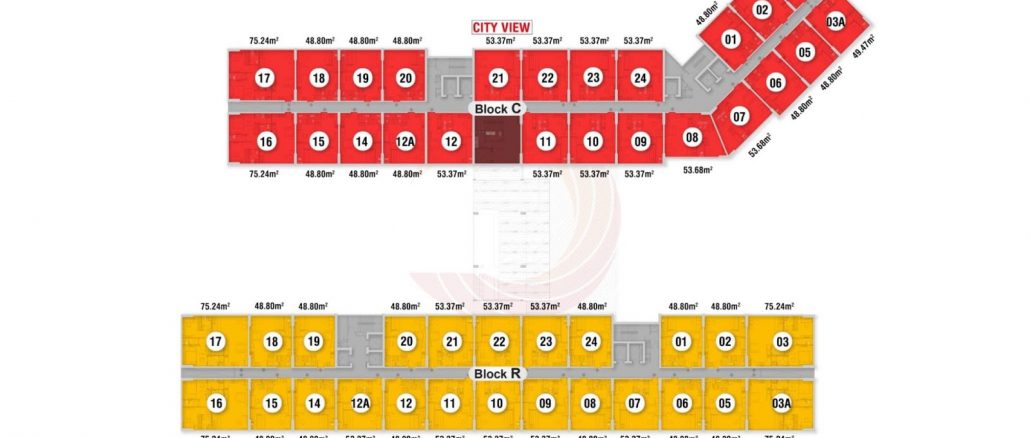 CITY VIEW
75.24m² 48.80m² 48.80m² 48.80m² 53.37m² 53.37m² 53.37m² 53.37m² 48.80m²
17 18 19 20 21 22 23 24 01 02 03A
Block C
16 15 14 12A 12 11 10 09 08 07 06 05
75.24m² 48.80m² 48.80m² 48.80m² 53.37m² 53.37m² 53.37m² 53.37m² 53.68m² 53.68m² 48.80m² 48.80m² 49.47m²
75.24m² 48.80m² 48.80m² 48.80m² 53.37m² 53.37m² 53.37m² 48.80m² 48.80m² 48.80m² 75.24m²
17 18 19 20 21 22 23 24 01 02 03
Block R
16 15 14 12A 12 11 10 09 08 07 06 05 03A